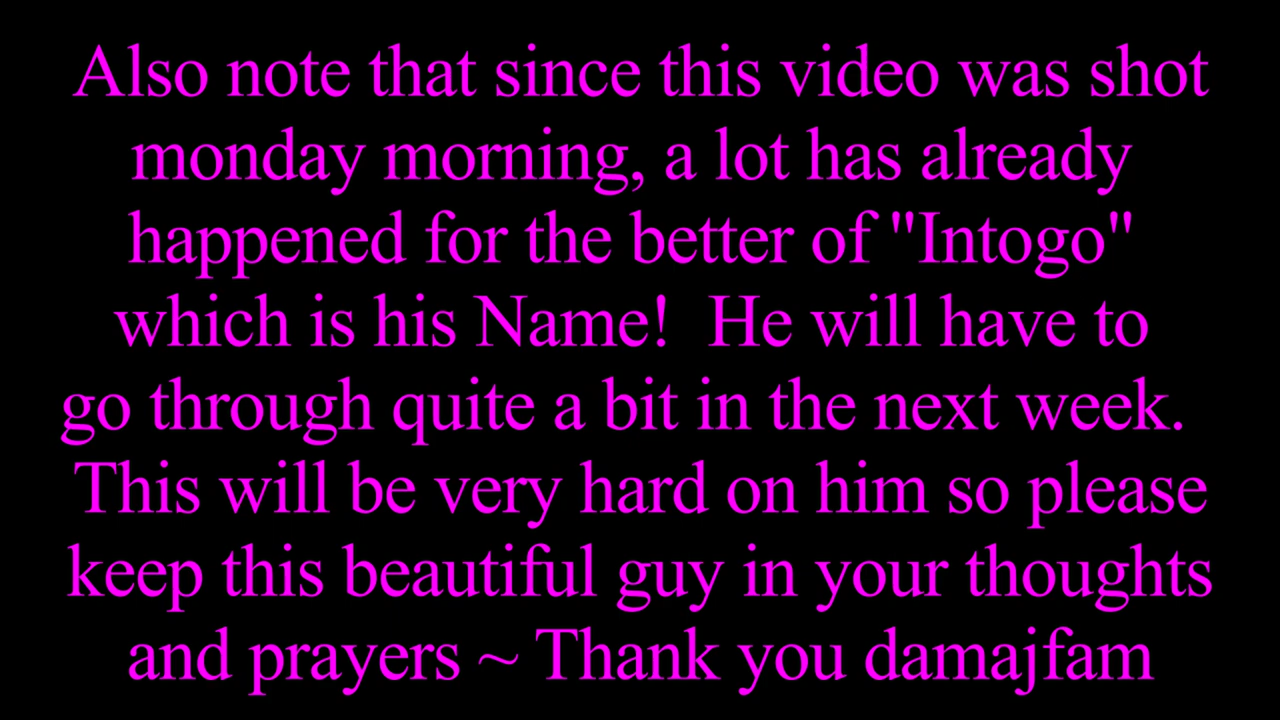 Also note that since this video was shot
monday morning, a lot has already
happened for the better of "Intogo"
which is his Name!  He will have to
go through quite a bit in the next week.
This will be very hard on him so please
keep this beautiful guy in your thoughts
and prayers ~ Thank you damajfam